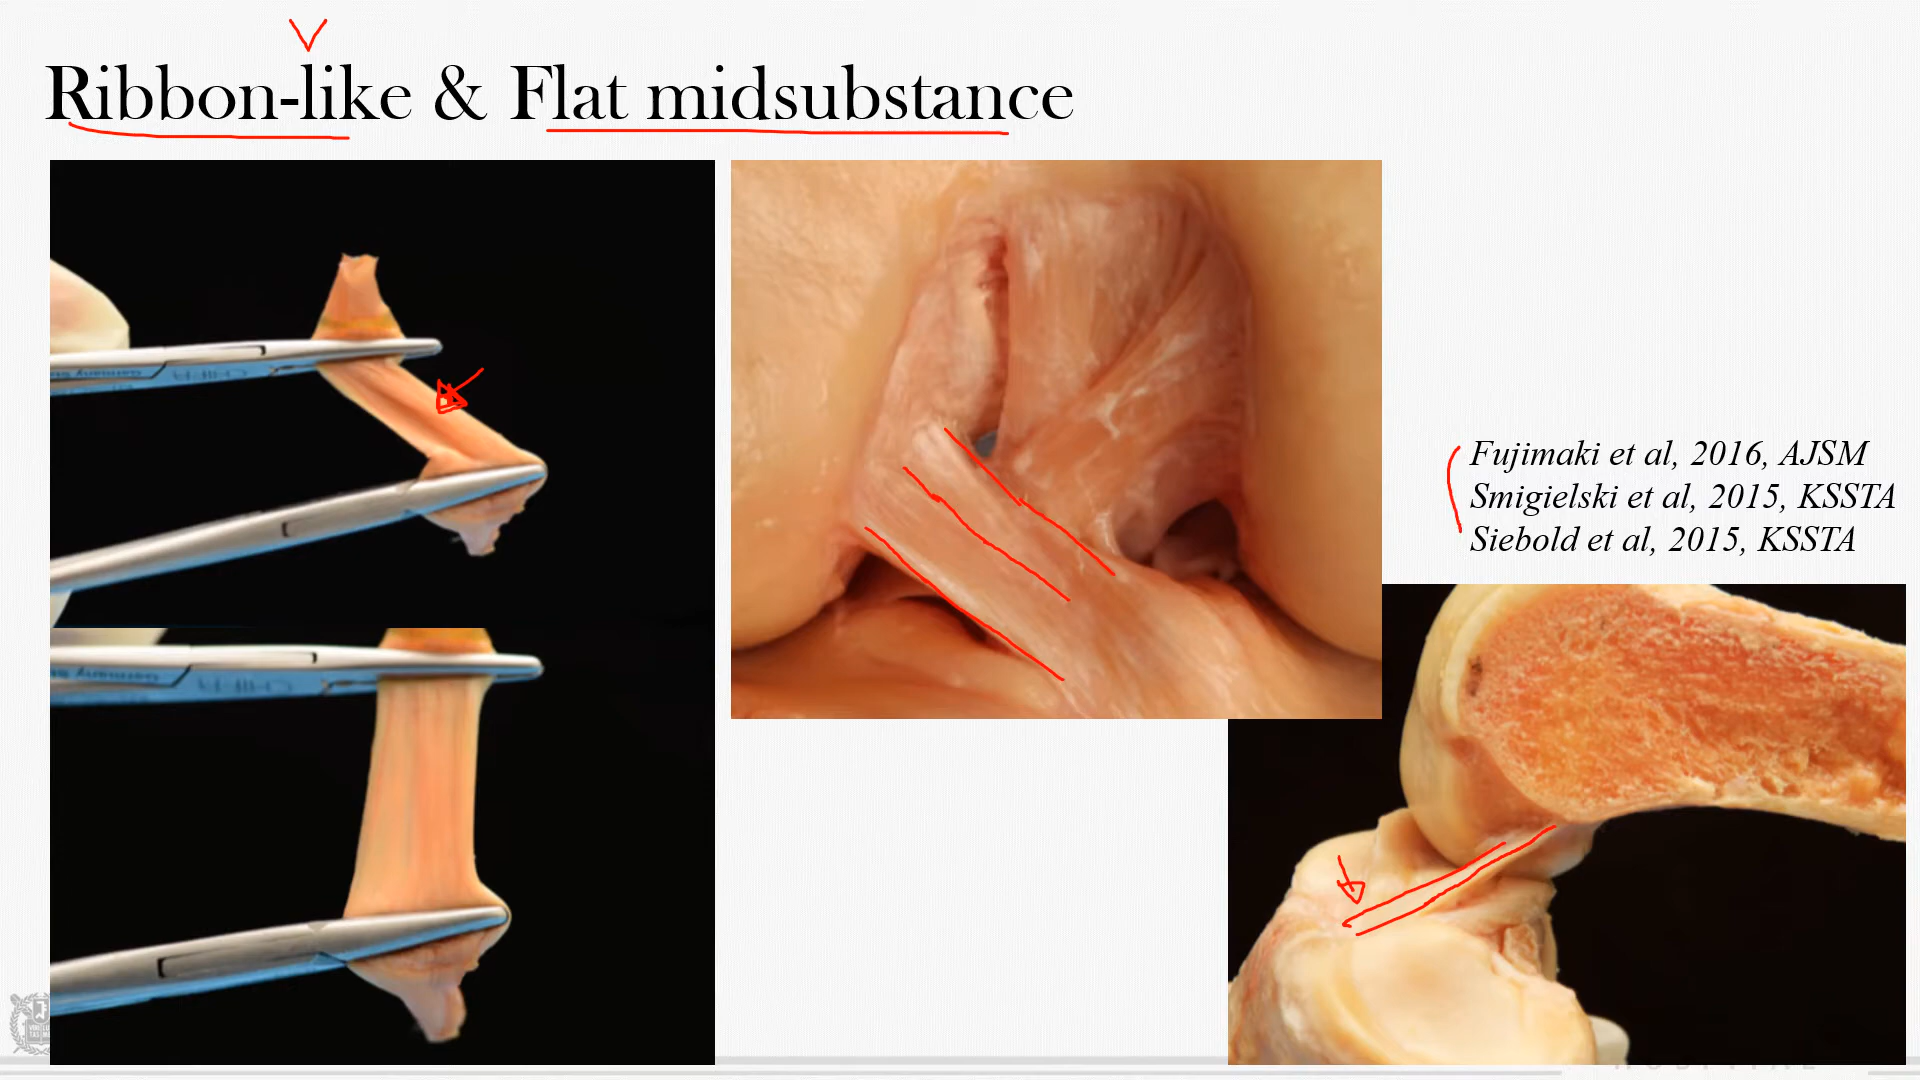 Ribbon-like & Flat midsubstance
Fujimaki et al, 2016, AJSM
Smigielski et al, 2015, KSSTA
Siebold et al, 2015, KSSTA